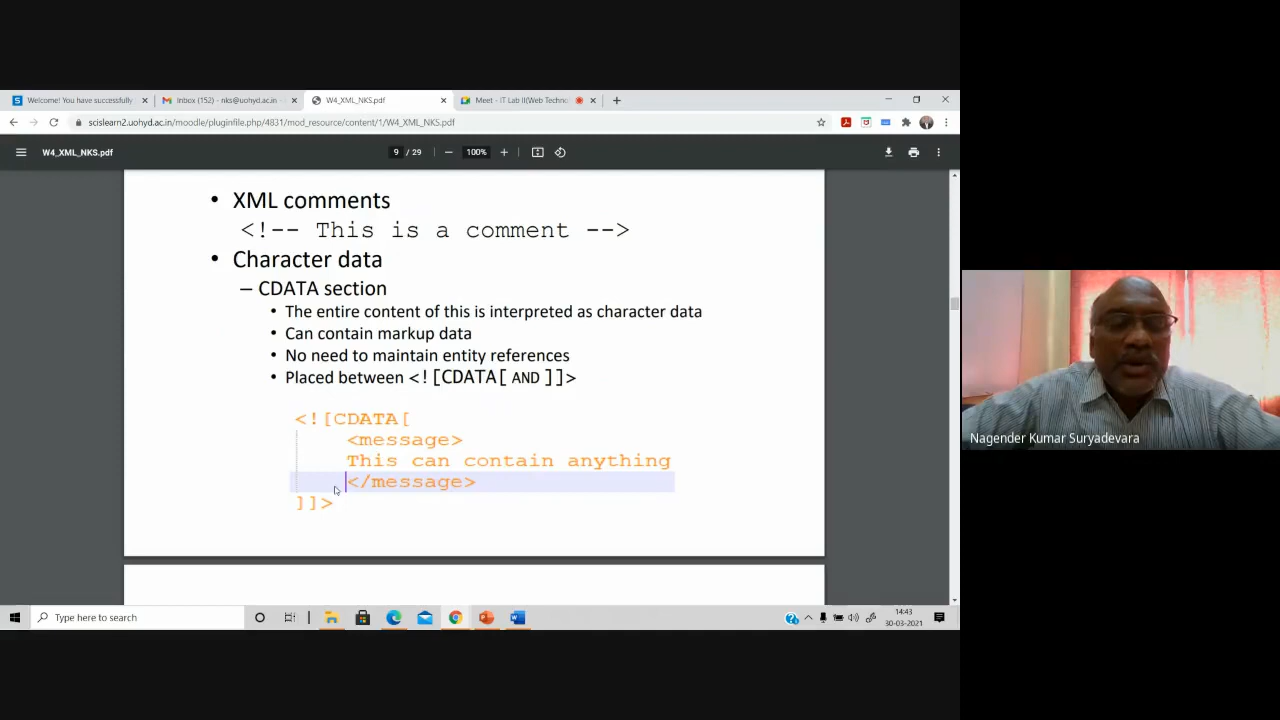 Welcome! You have successfully
Inbox (152) - nks@uohyd.ac.in
W4_XML_NKS.pdf
Meet - IT Lab II(Web Techno
scislearn2.uohyd.ac.in/moodle/pluginfile.php/4831/mod_resource/content/1/W4_XML_NKS.pdf
W4_XML_NKS.pdf
9 / 29
100%
• XML comments
<!-- This is a comment -->
• Character data
– CDATA section
• The entire content of this is interpreted as character data
• Can contain markup data
• No need to maintain entity references
• Placed between <![CDATA[ AND ]]>
<![CDATA[
<message>
This can contain anything
</message>
]]>
Nagender Kumar Suryadevara
Type here to search
14:43
30-03-2021